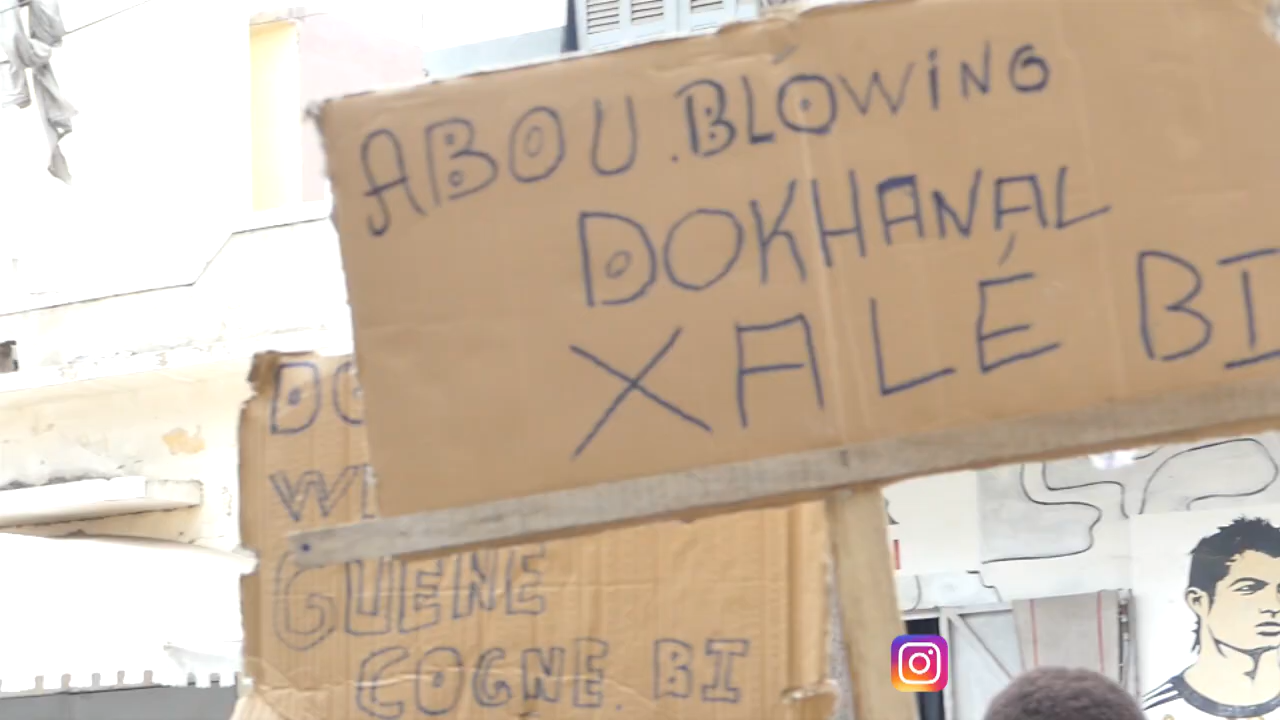 ABOU.BLOWiNG
DOKHANAL
XALÉ BI
GUENE
COGNE.BI